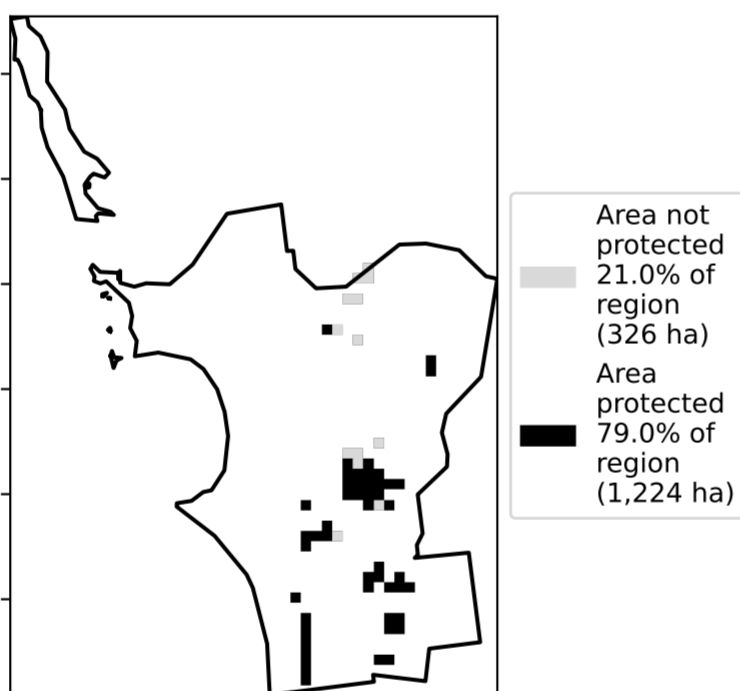 Area not
protected
21.0% of
region
(326 ha)
Area
protected
79.0% of
region
(1,224 ha)